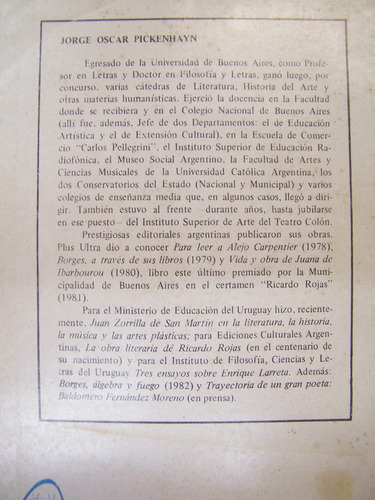 JORGE OSCAR PICKENHAYN
Egresado de la Universidad de Buenos Aires, como Profe-
sor en Letras y Doctor en Filosofía y Letras, ganó luego, por
concurso, varias cátedras de Literatura, Historia del Arte y
otras materias humanísticas. Ejerció la docencia en la Facultad
donde se recibiera y en el Colegio Nacional de Buenos Aires
(allí fue, además, Jefe de dos Departamentos: el de Educación
Artística y el de Extensión Cultural), en la Escuela de Comer-
cio "Carlos Pellegrini", el Instituto Superior de Educación Ra-
diofónica, el Museo Social Argentino, la Facultad de Artes y
Ciencias Musicales de la Universidad Católica Argentina, los
dos Conservatorios del Estado (Nacional y Municipal) y varios
colegios de enseñanza media que, en algunos casos, llegó a diri-
gir. También estuvo al frente —durante años, hasta jubilarse
en ese puesto— del Instituto Superior de Arte del Teatro Colón.
Prestigiosas editoriales argentinas publicaron sus obras.
Plus Ultra dio a conocer Para leer a Alejo Carpentier (1978),
Borges, a través de sus libros (1979) y Vida y obra de Juana de
Ibarbourou (1980), libro este último premiado por la Muni-
cipalidad de Buenos Aires en el certamen "Ricardo Rojas"
(1981).
Para el Ministerio de Educación del Uruguay hizo, reciente-
mente, Juan Zorrilla de San Martín en la literatura, la historia,
la música y las artes plásticas; para Ediciones Culturales Argen-
tinas, La obra literaria de Ricardo Rojas (en el centenario de
su nacimiento) y para el Instituto de Filosofía, Ciencias y Le-
tras del Uruguay Tres ensayos sobre Enrique Larreta. Además:
Borges, álgebra y fuego (1982) y Trayectoria de un gran poeta:
Baldomero Fernández Moreno (en prensa).